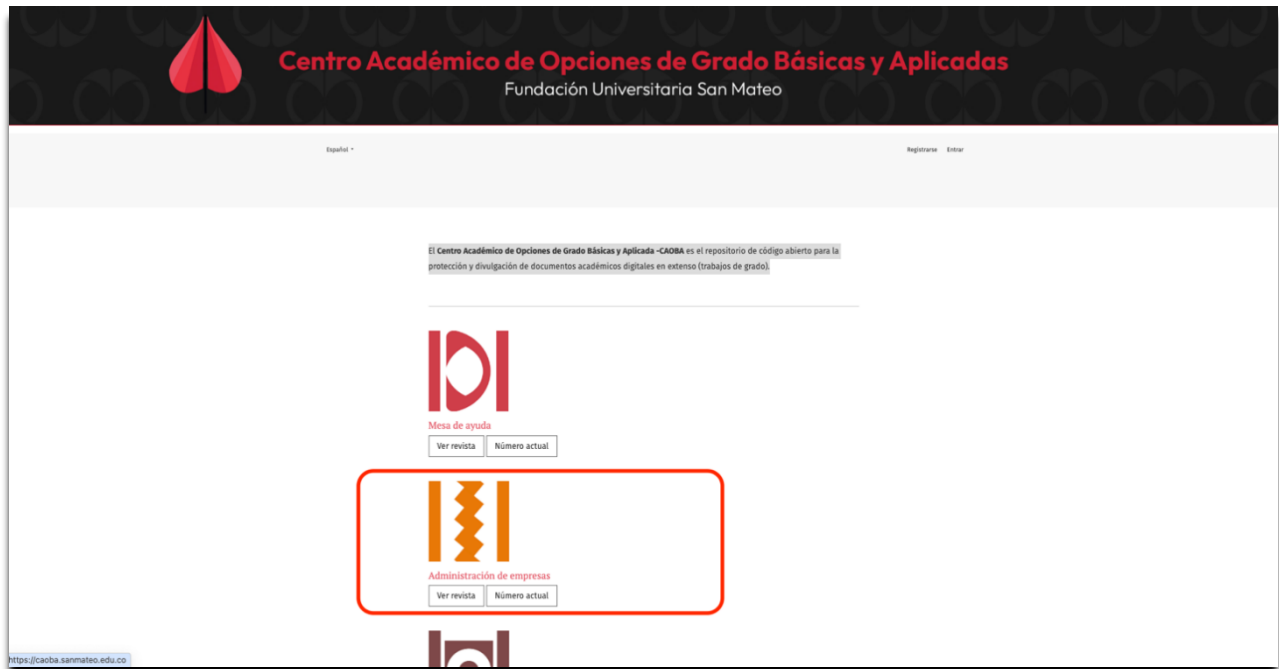 Centro Académico de Opciones de Grado Básicas y Aplicadas
Fundación Universitaria San Mateo
Español
Registrarse Entrar
El Centro Académico de Opciones de Grado Básicas y Aplicada -CAOBA es el repositorio de código abierto para la
protección y divulgación de documentos académicos digitales en extenso (trabajos de grado).
Mesa de ayuda
Ver revista Número actual
Administración de empresas
Ver revista Número actual
https://caoba.sanmateo.edu.co